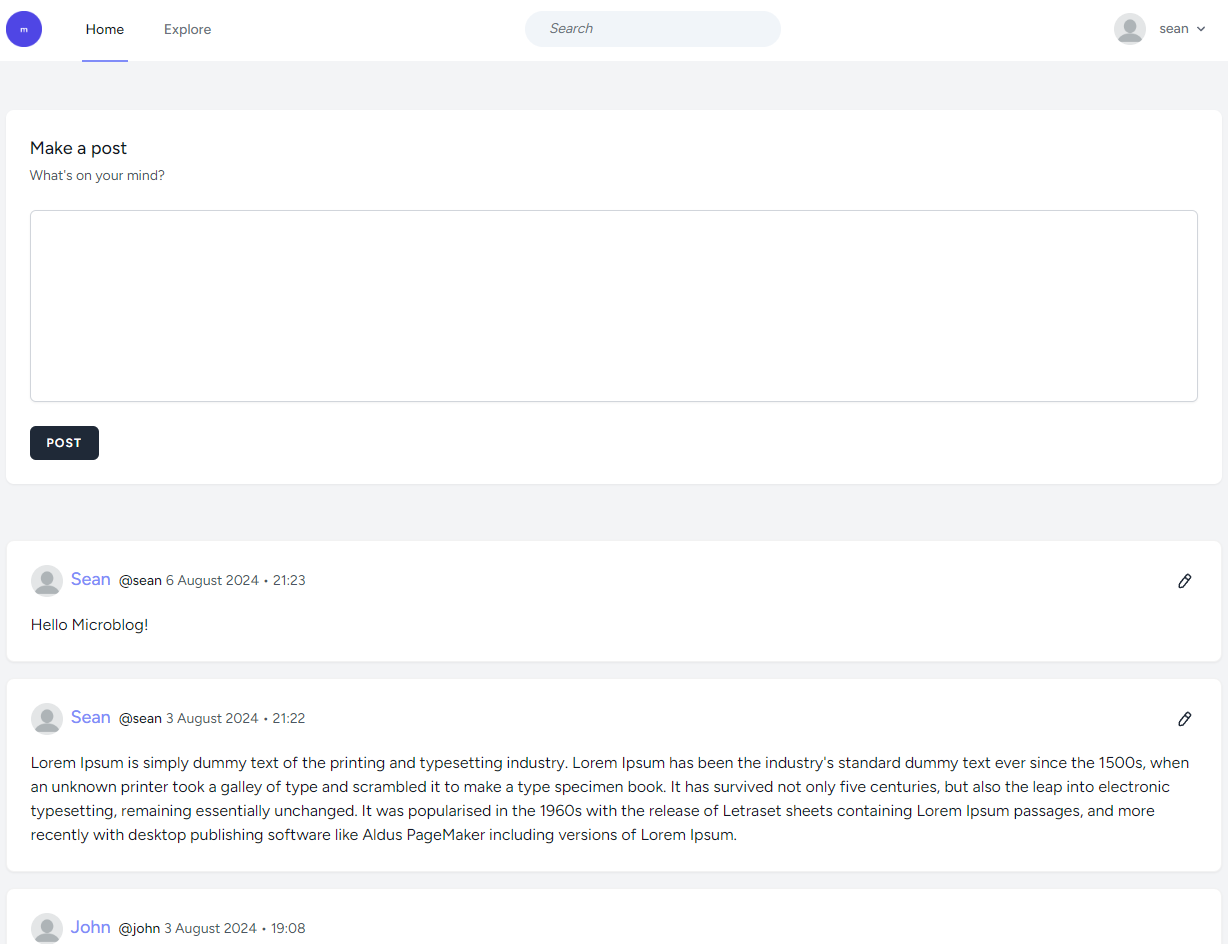 m
Home
Explore
Search
sean
Make a post
What's on your mind?
POST
Sean @sean 6 August 2024 • 21:23
Hello Microblog!
Sean @sean 3 August 2024 • 21:22
Lorem Ipsum is simply dummy text of the printing and typesetting industry. Lorem Ipsum has been the industry's standard dummy text ever since the 1500s, when
an unknown printer took a galley of type and scrambled it to make a type specimen book. It has survived not only five centuries, but also the leap into electronic
typesetting, remaining essentially unchanged. It was popularised in the 1960s with the release of Letraset sheets containing Lorem Ipsum passages, and more
recently with desktop publishing software like Aldus PageMaker including versions of Lorem Ipsum.
John @john 3 August 2024 • 19:08